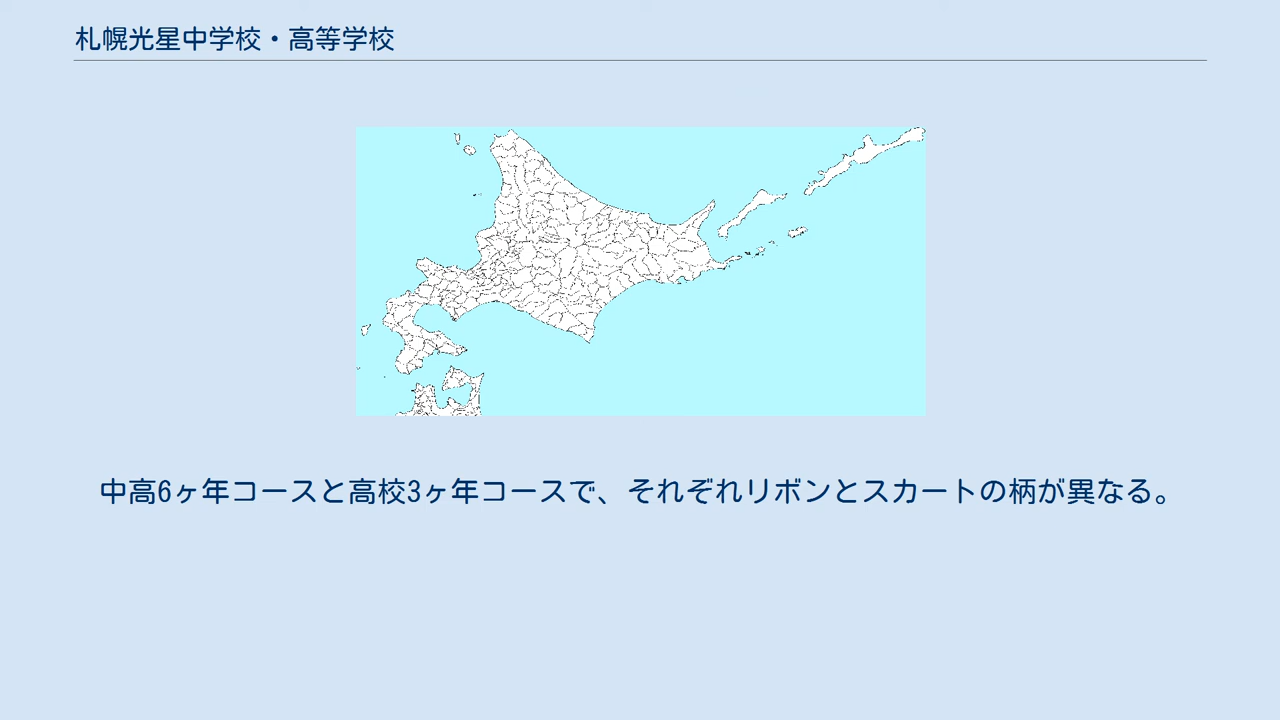 札幌光星中学校・高等学校
中高6ヶ年コースと高校3ヶ年コースで、それぞれリボンとスカートの柄が異なる。